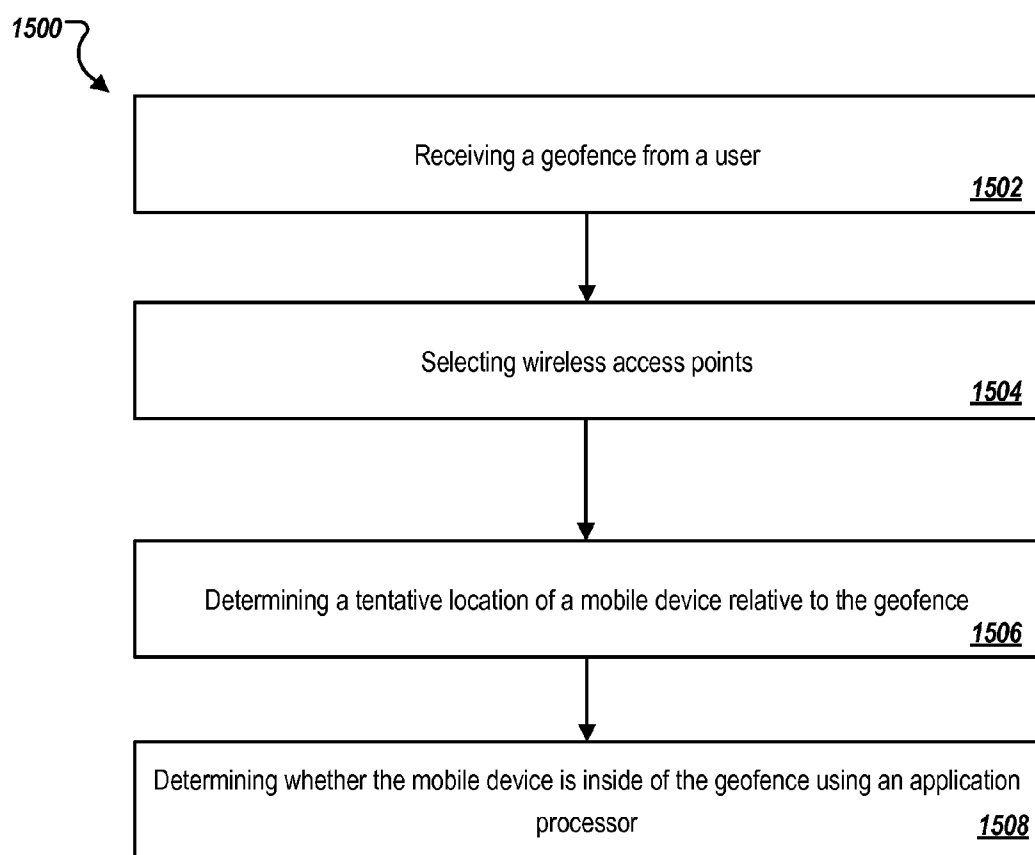 1500
Receiving a geofence from a user
1502
Selecting wireless access points
1504
Determining a tentative location of a mobile device relative to the geofence
1506
Determining whether the mobile device is inside of the geofence using an application
processor
1508